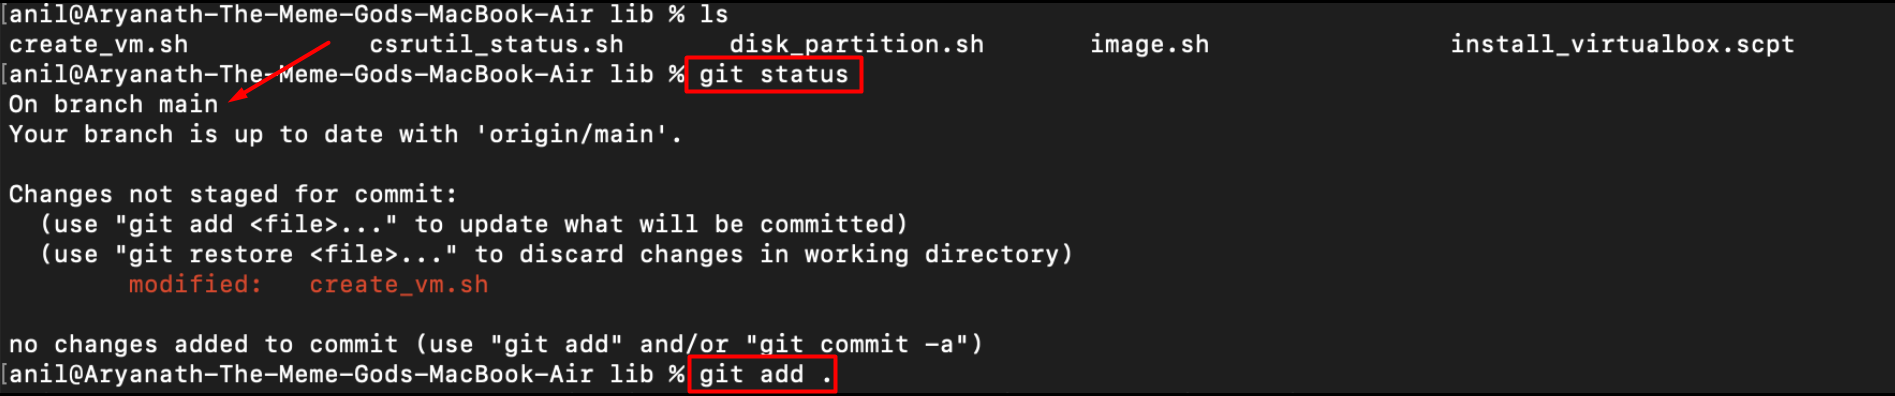 [anil@Aryanath-The-Meme-Gods-MacBook-Air lib % ls
create_vm.sh csrutil_status.sh disk_partition.sh image.sh install_virtualbox.scpt
[anil@Aryanath-The-Meme-Gods-MacBook-Air lib % git status
On branch main
Your branch is up to date with 'origin/main'.
Changes not staged for commit:
(use "git add <file>..." to update what will be committed)
(use "git restore <file>..." to discard changes in working directory)
modified: create_vm.sh
no changes added to commit (use "git add" and/or "git commit -a")
[anil@Aryanath-The-Meme-Gods-MacBook-Air lib % git add .